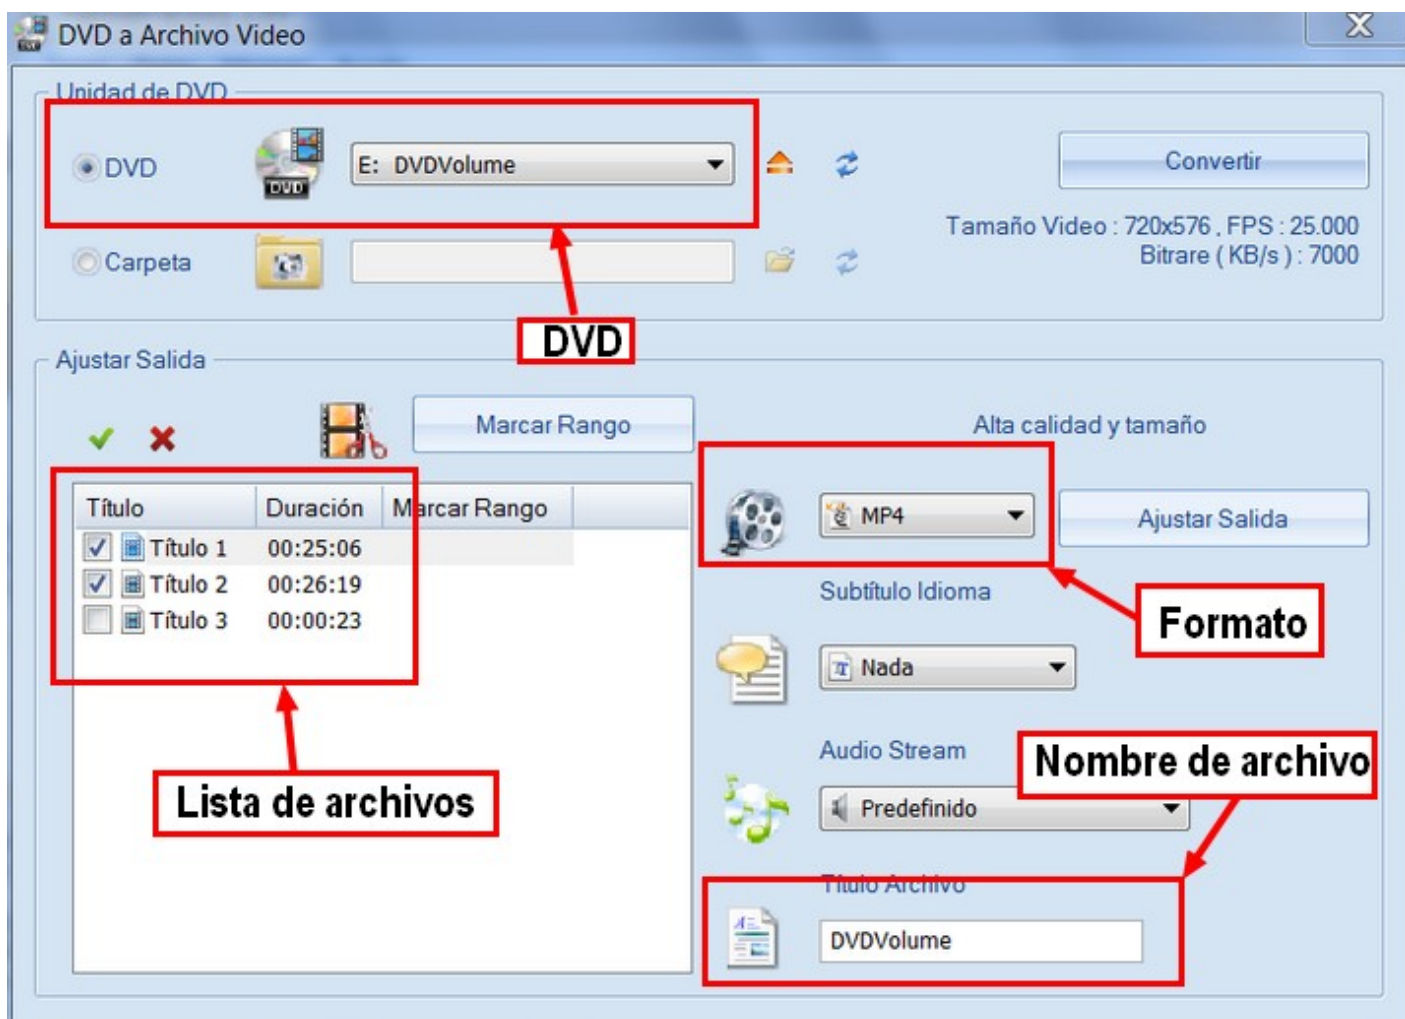 DVD a Archivo Video
Unidad de DVD
DVD
DVD
E: DVDVolume
Convertir
Tamaño Video : 720x576 , FPS : 25.000
Bitrare ( KB/s ) : 7000
Carpeta
DVD
Ajustar Salida
Marcar Rango
Alta calidad y tamaño
Título Duración Marcar Rango
Título 1 00:25:06
Título 2 00:26:19
Título 3 00:00:23
MP4
Ajustar Salida
Formato
Subtítulo Idioma
Nada
Lista de archivos
Audio Stream
Nombre de archivo
Predefinido
Título Archivo
DVDVolume